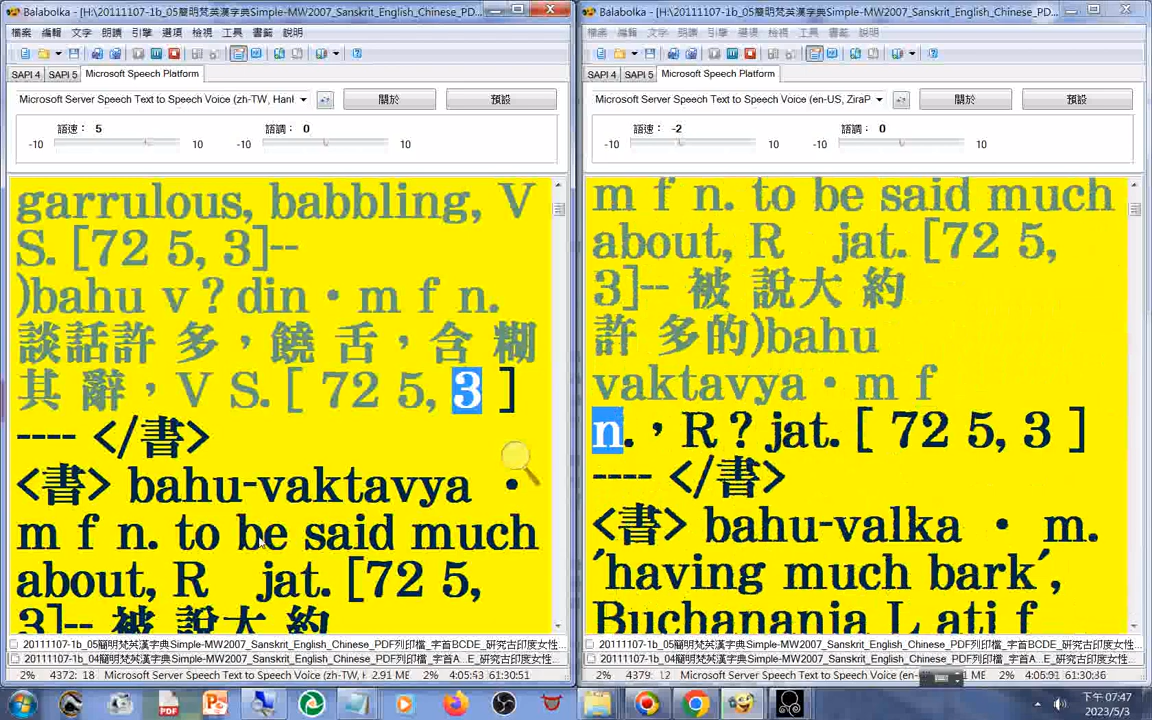 Balabolka - [H:\20111107-1b_05簡明梵英漢字典Simple-MW2007_Sanskrit_English_Chinese_PD...
檔案 編輯 文字 朗讀 引擎 選項 檢視 工具 書籤 說明
SAPI 4 SAPI 5 Microsoft Speech Platform
Microsoft Server Speech Text to Speech Voice (zh-TW, Hanl 關於 預設
語速： 5 語調： 0
-10 10 -10 10
garrulous, babbling, V
S. [72 5, 3]--
)bahu v ? din • m f n.
談話許 多，饒 舌，含 糊
其 辭，V S. [ 72 5, 3 ]
---- </書>
<書> bahu-vaktavya •
m f n. to be said much
about, R jat. [72 5,
3]-- 被 說大 約
20111107-1b_05簡明梵英漢字典Simple-MW2007_Sanskrit_English_Chinese_PDF列印檔_字首BCDE_研究古印度女性...
20111107-1b_04簡明梵英漢字典Simple-MW2007_Sanskrit_English_Chinese_PDF列印檔_字首A...E_研究古印度女性...
2% 4372: 18 Microsoft Server Speech Text to Speech Voice (zh-TW, 2.91 ME 2% 4:05:43 61:30:51
Balabolka - [H:\20111107-1b_05簡明梵英漢字典Simple-MW2007_Sanskrit_English_Chinese_PD...
檔案 編輯 文字 朗讀 引擎 選項 檢視 工具 書籤 說明
SAPI 4 SAPI 5 Microsoft Speech Platform
Microsoft Server Speech Text to Speech Voice (en-US, ZiraP 關於 預設
語速： -2 語調： 0
-10 10 -10 10
m f n. to be said much
about, R jat. [72 5,
3]-- 被 說大 約
許 多的)bahu
vaktavya • m f
n.，R ? jat. [ 72 5, 3 ]
---- </書>
<書> bahu-valka • m.
'having much bark',
Buchanania L ati f
20111107-1b_05簡明梵英漢字典Simple-MW2007_Sanskrit_English_Chinese_PDF列印檔_字首BCDE_研究古印度女性...
20111107-1b_04簡明梵英漢字典Simple-MW2007_Sanskrit_English_Chinese_PDF列印檔_字首A...E_研究古印度女性...
2% 4379: 12 Microsoft Server Speech Text to Speech Voice ME 2% 4:05:91 61:30:36
下午 07:47
2023/5/3